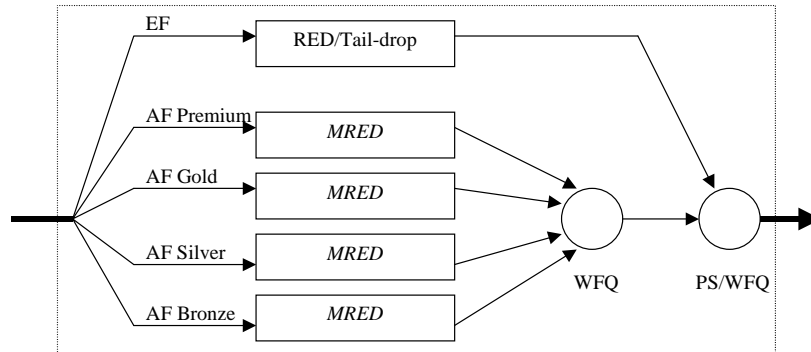 EF
RED/Tail-drop
AF Premium
MRED
AF Gold
MRED
AF Silver
MRED
WFQ
PS/WFQ
AF Bronze
MRED